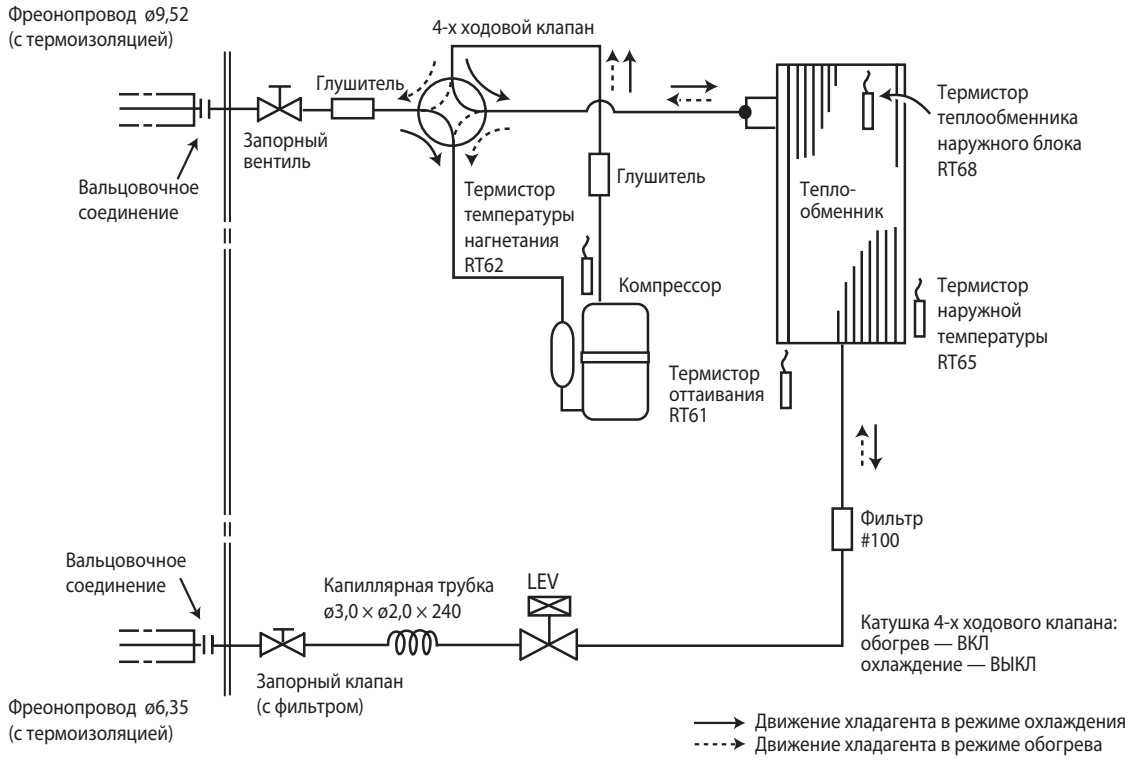 Фреонопровод ø9,52
(с термоизоляцией)
4-х ходовой клапан
Глушитель
Запорный
вентиль
Вальцовочное
соединение
Термистор
температуры
нагнетания
RT62
Глушитель
Компрессор
Тепло-
обменник
Термистор
теплообменника
наружного блока
RT68
Термистор
наружной
температуры
RT65
Термистор
оттаивания
RT61
Фильтр
#100
Вальцовочное
соединение
Капиллярная трубка
ø3,0 × ø2,0 × 240
LEV
Запорный клапан
(с фильтром)
Фреонопровод ø6,35
(с термоизоляцией)
Катушка 4-х ходового клапана:
обогрев — ВКЛ
охлаждение — ВЫКЛ
Движение хладагента в режиме охлаждения
Движение хладагента в режиме обогрева